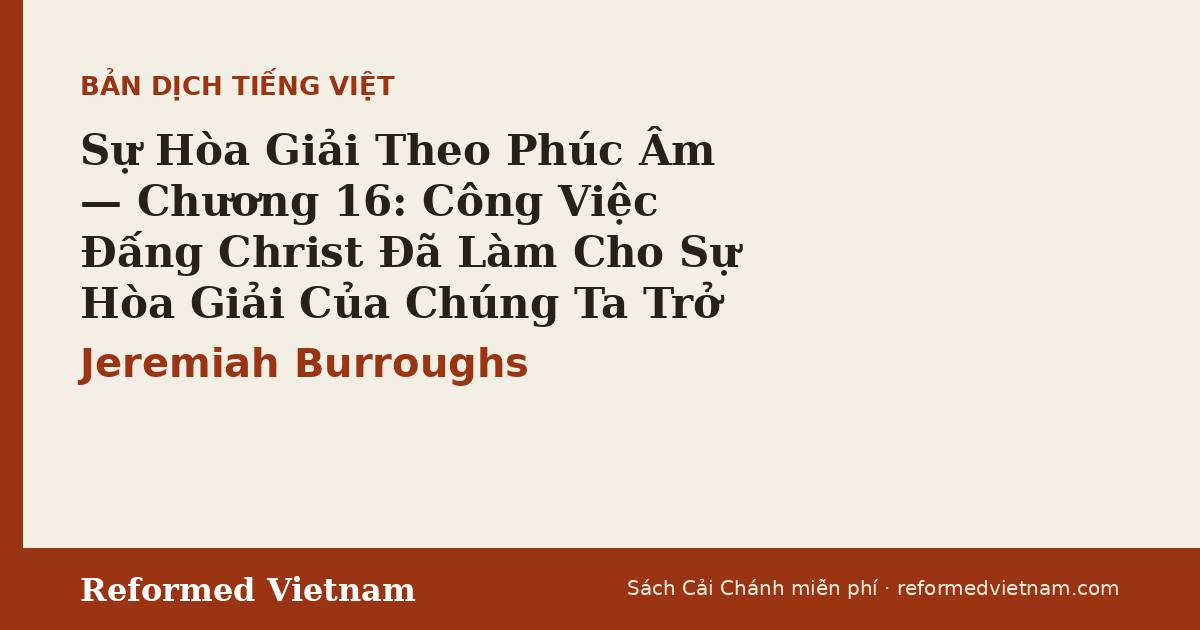 BẢN DỊCH TIẾNG VIỆT
Sự Hòa Giải Theo Phúc Âm
— Chương 16: Công Việc
Đấng Christ Đã Làm Cho Sự
Hòa Giải Của Chúng Ta Trở
Jeremiah Burroughs
Reformed Vietnam
Sách Cải Chánh miễn phí · reformedvietnam.com